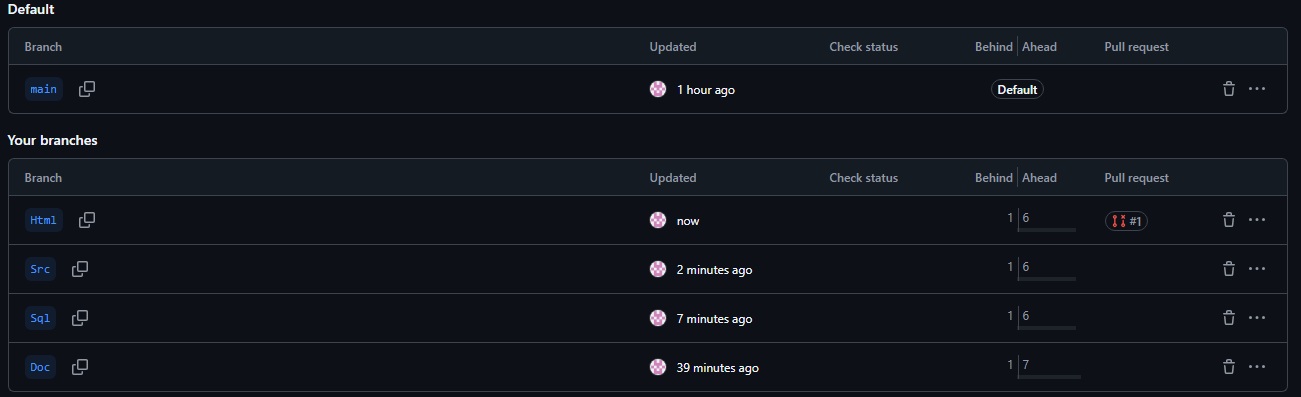 Default
Branch Updated Check status Behind Ahead Pull request
main 1 hour ago Default
Your branches
Branch Updated Check status Behind Ahead Pull request
Html now 1 6 #1
Src 2 minutes ago 1 6
Sql 7 minutes ago 1 6
Doc 39 minutes ago 1 7